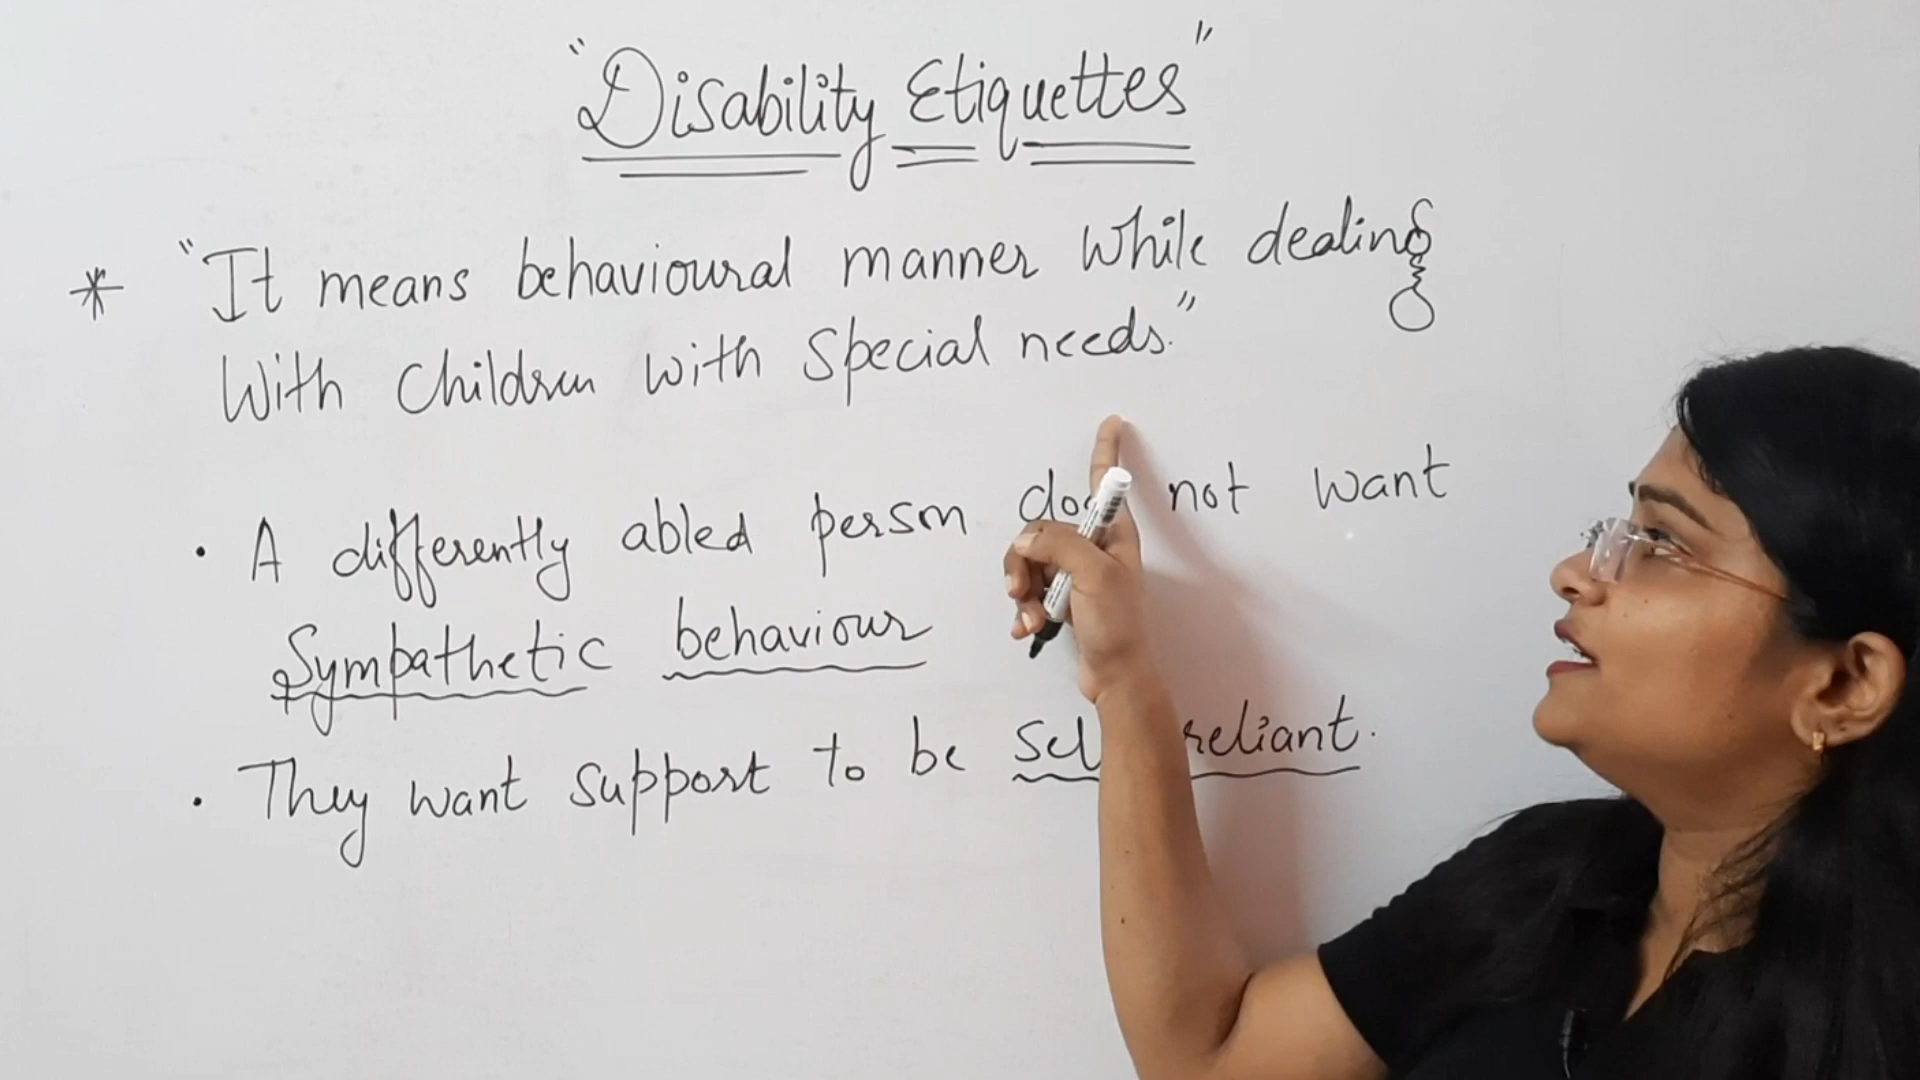 "Disability Etiquettes"
* "It means behavioural manner while dealing
With Children with Special needs."
• A differently abled person not want
Sympathetic behaviour
• They want support to be reliant.